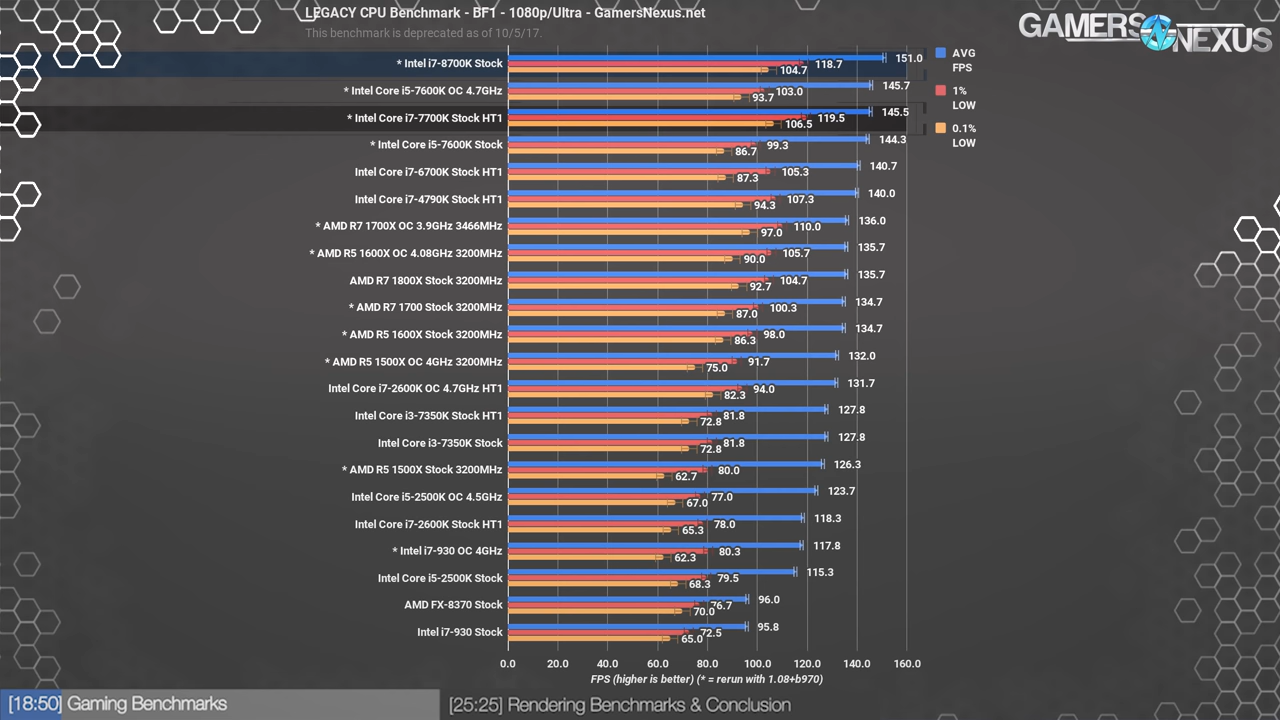 LEGACY CPU Benchmark - BF1 - 1080p/Ultra - GamersNexus.net
This benchmark is deprecated as of 10/5/17.
GAMERS NEXUS
AVG FPS
1% LOW
0.1% LOW
* Intel i7-8700K Stock 151.0 118.7 104.7
* Intel Core i5-7600K OC 4.7GHz 145.7 103.0 93.7
* Intel Core i7-7700K Stock HT1 145.5 119.5 106.5
* Intel Core i5-7600K Stock 144.3 99.3 86.7
Intel Core i7-6700K Stock HT1 140.7 105.3 87.3
Intel Core i7-4790K Stock HT1 140.0 107.3 94.3
* AMD R7 1700X OC 3.9GHz 3466MHz 136.0 110.0 97.0
* AMD R5 1600X OC 4.08GHz 3200MHz 135.7 105.7 90.0
AMD R7 1800X Stock 3200MHz 135.7 104.7 92.7
* AMD R7 1700 Stock 3200MHz 134.7 100.3 87.0
* AMD R5 1600X Stock 3200MHz 134.7 98.0 86.3
* AMD R5 1500X OC 4GHz 3200MHz 132.0 91.7 75.0
Intel Core i7-2600K OC 4.7GHz HT1 131.7 94.0 82.3
Intel Core i3-7350K Stock HT1 127.8 81.8 72.8
Intel Core i3-7350K Stock 127.8 81.8 72.8
* AMD R5 1500X Stock 3200MHz 126.3 80.0 62.7
Intel Core i5-2500K OC 4.5GHz 123.7 77.0 67.0
Intel Core i7-2600K Stock HT1 118.3 78.0 65.3
* Intel i7-930 OC 4GHz 117.8 80.3 62.3
Intel Core i5-2500K Stock 115.3 79.5 68.3
AMD FX-8370 Stock 96.0 76.7 70.0
Intel i7-930 Stock 95.8 72.5 65.0
0.0 20.0 40.0 60.0 80.0 100.0 120.0 140.0 160.0
FPS (higher is better) (* = rerun with 1.08+b970)
[18:50] Gaming Benchmarks
[25:25] Rendering Benchmarks & Conclusion